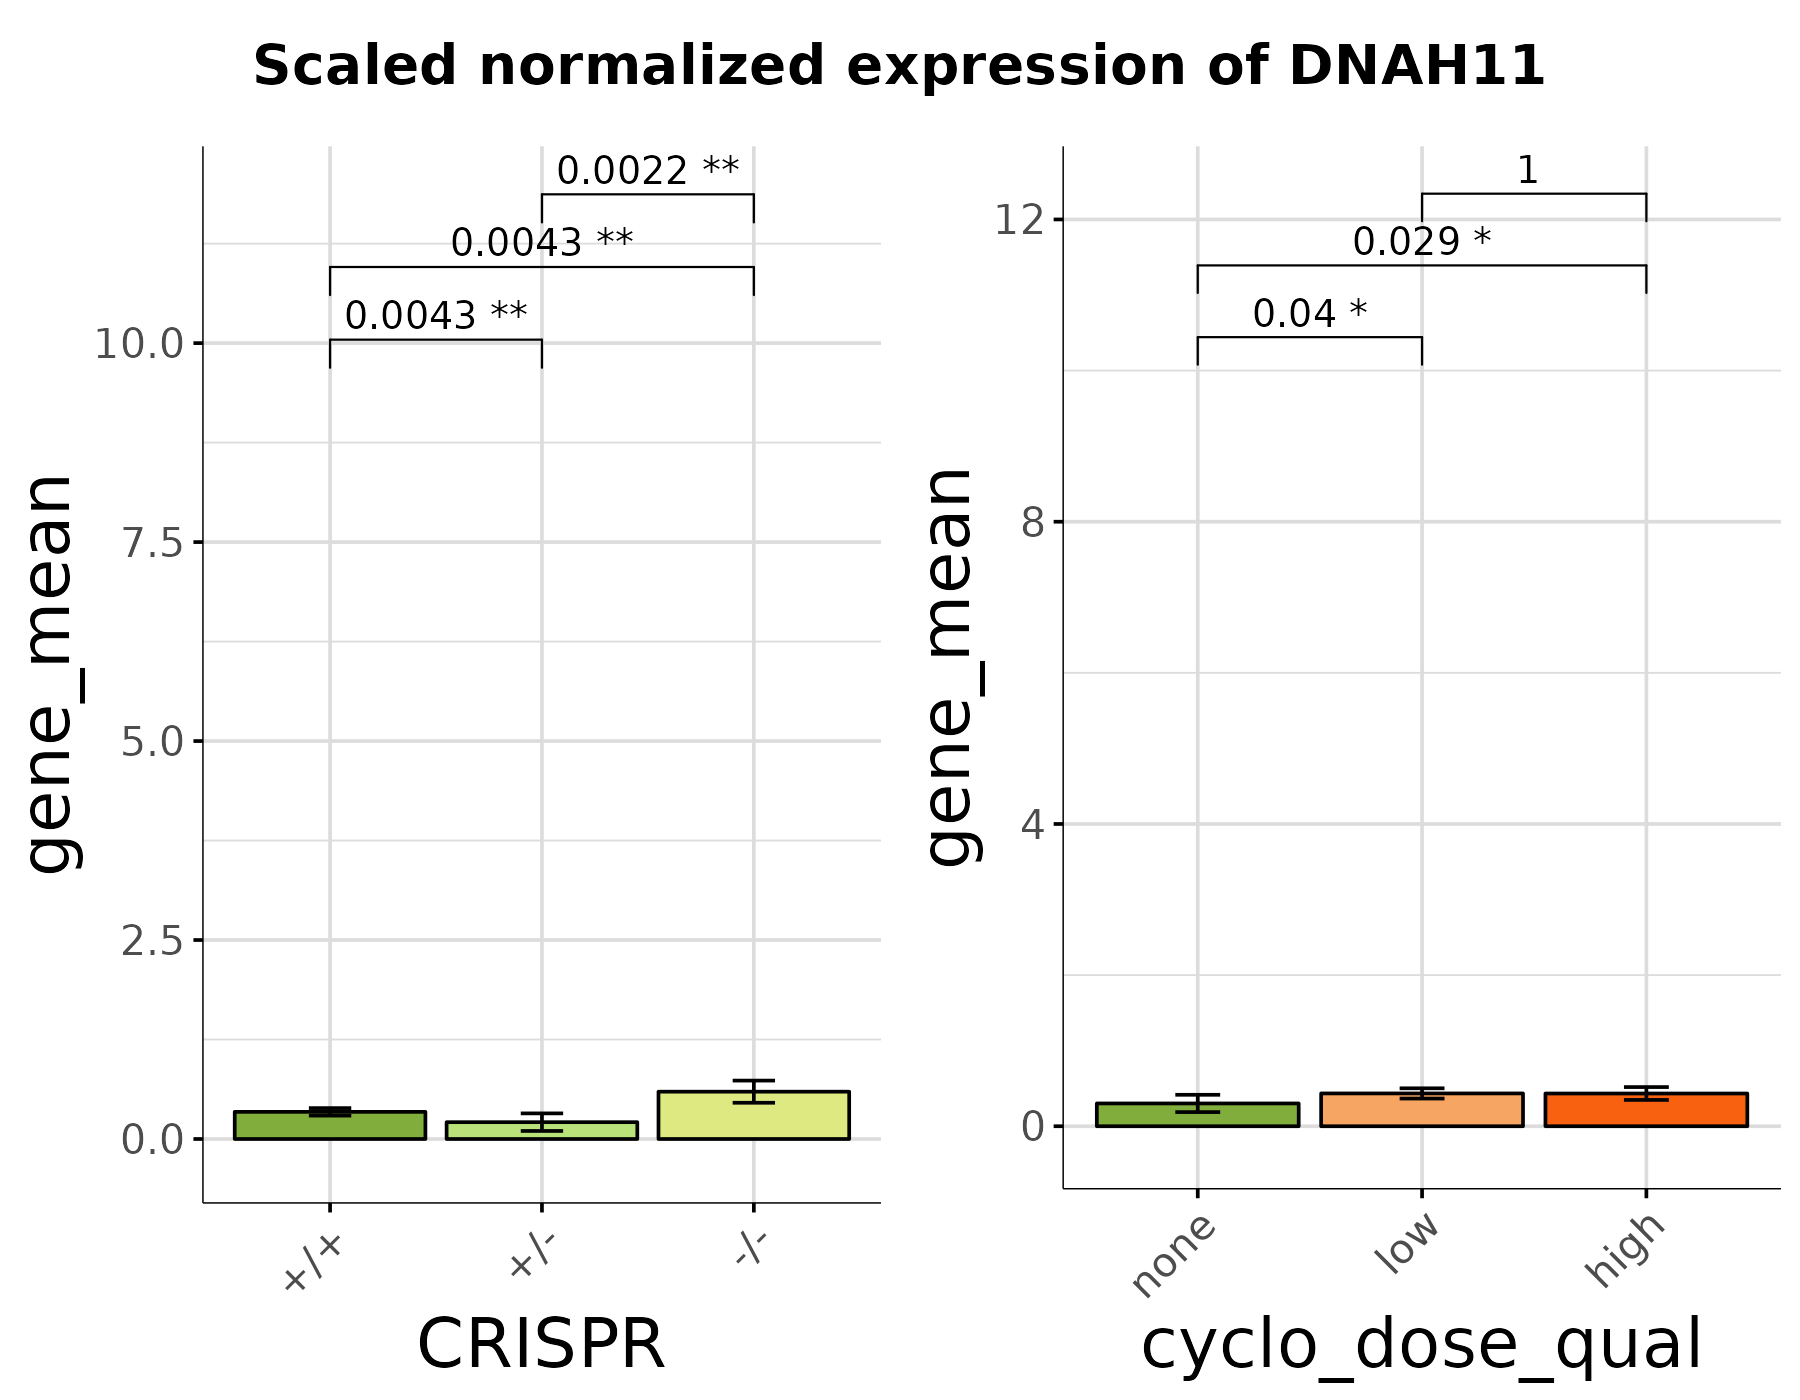 Scaled normalized expression of DNAH11
0.0022 **
0.0043 **
0.0043 **
10.0
7.5
5.0
2.5
0.0
gene_mean
+/+
+/-
-/-
CRISPR
1
0.029 *
0.04 *
12
8
4
0
gene_mean
none
low
high
cyclo_dose_qual